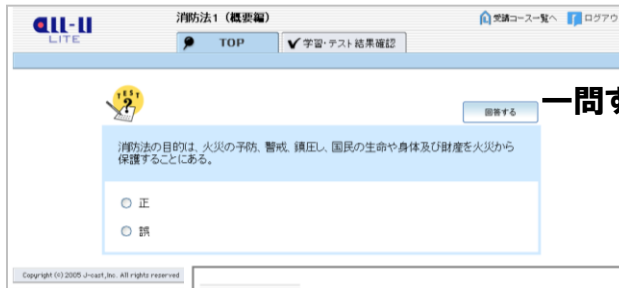 ALL-U
LITE
消防法1（概要編）
受講コース一覧へ
ログアウ
TOP
学習・テスト結果確認
TEST
?
回答する
一問ず
消防法の目的は、火災の予防、警戒、鎮圧し、国民の生命や身体及び財産を火災から
保護することにある。
正
誤
Copyright (c) 2005 J-cast,Inc. All rights reserved